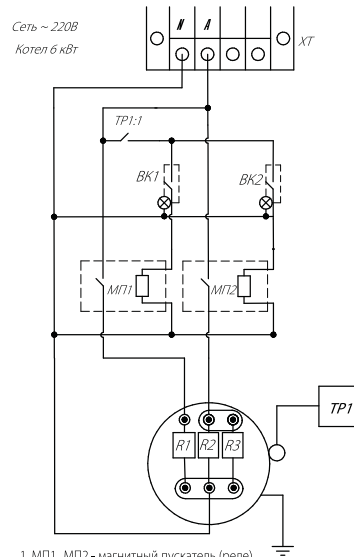 Сеть ~ 220В
Котел 6 кВт
N A
XT
ТР1:1
ВК1 ВК2
МП1 МП2
ТР1
R1 R2 R3
1. МП1, МП2 - магнитный пускатель (реле)